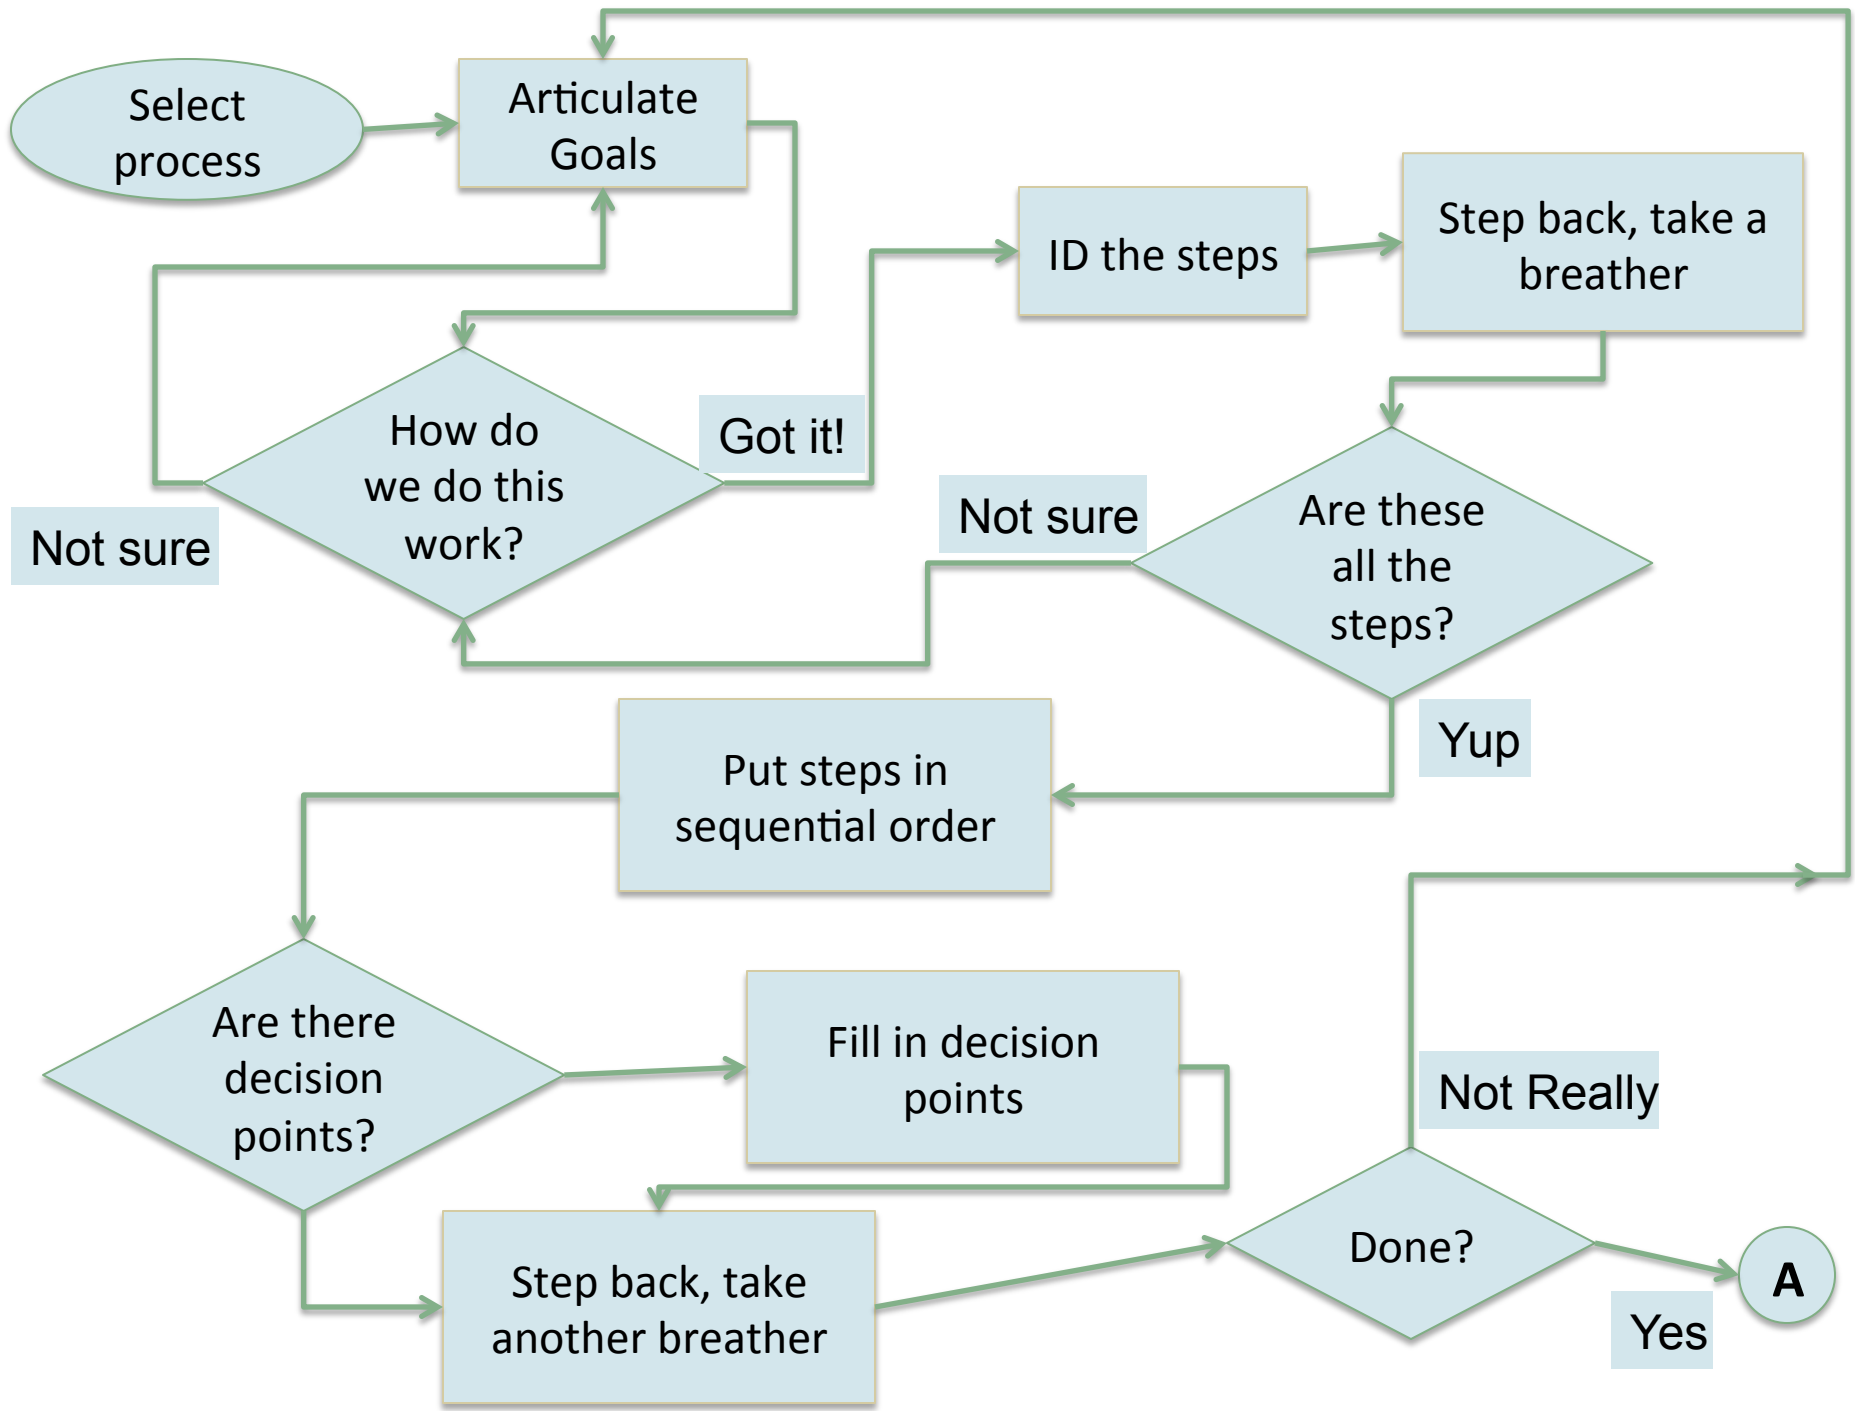 Select
process
Articulate
Goals
ID the steps
Step back, take a
breather
How do
we do this
work?
Got it!
Not sure
Not sure
Are these
all the
steps?
Yup
Put steps in
sequential order
Are there
decision
points?
Fill in decision
points
Not Really
Step back, take
another breather
Done?
A
Yes